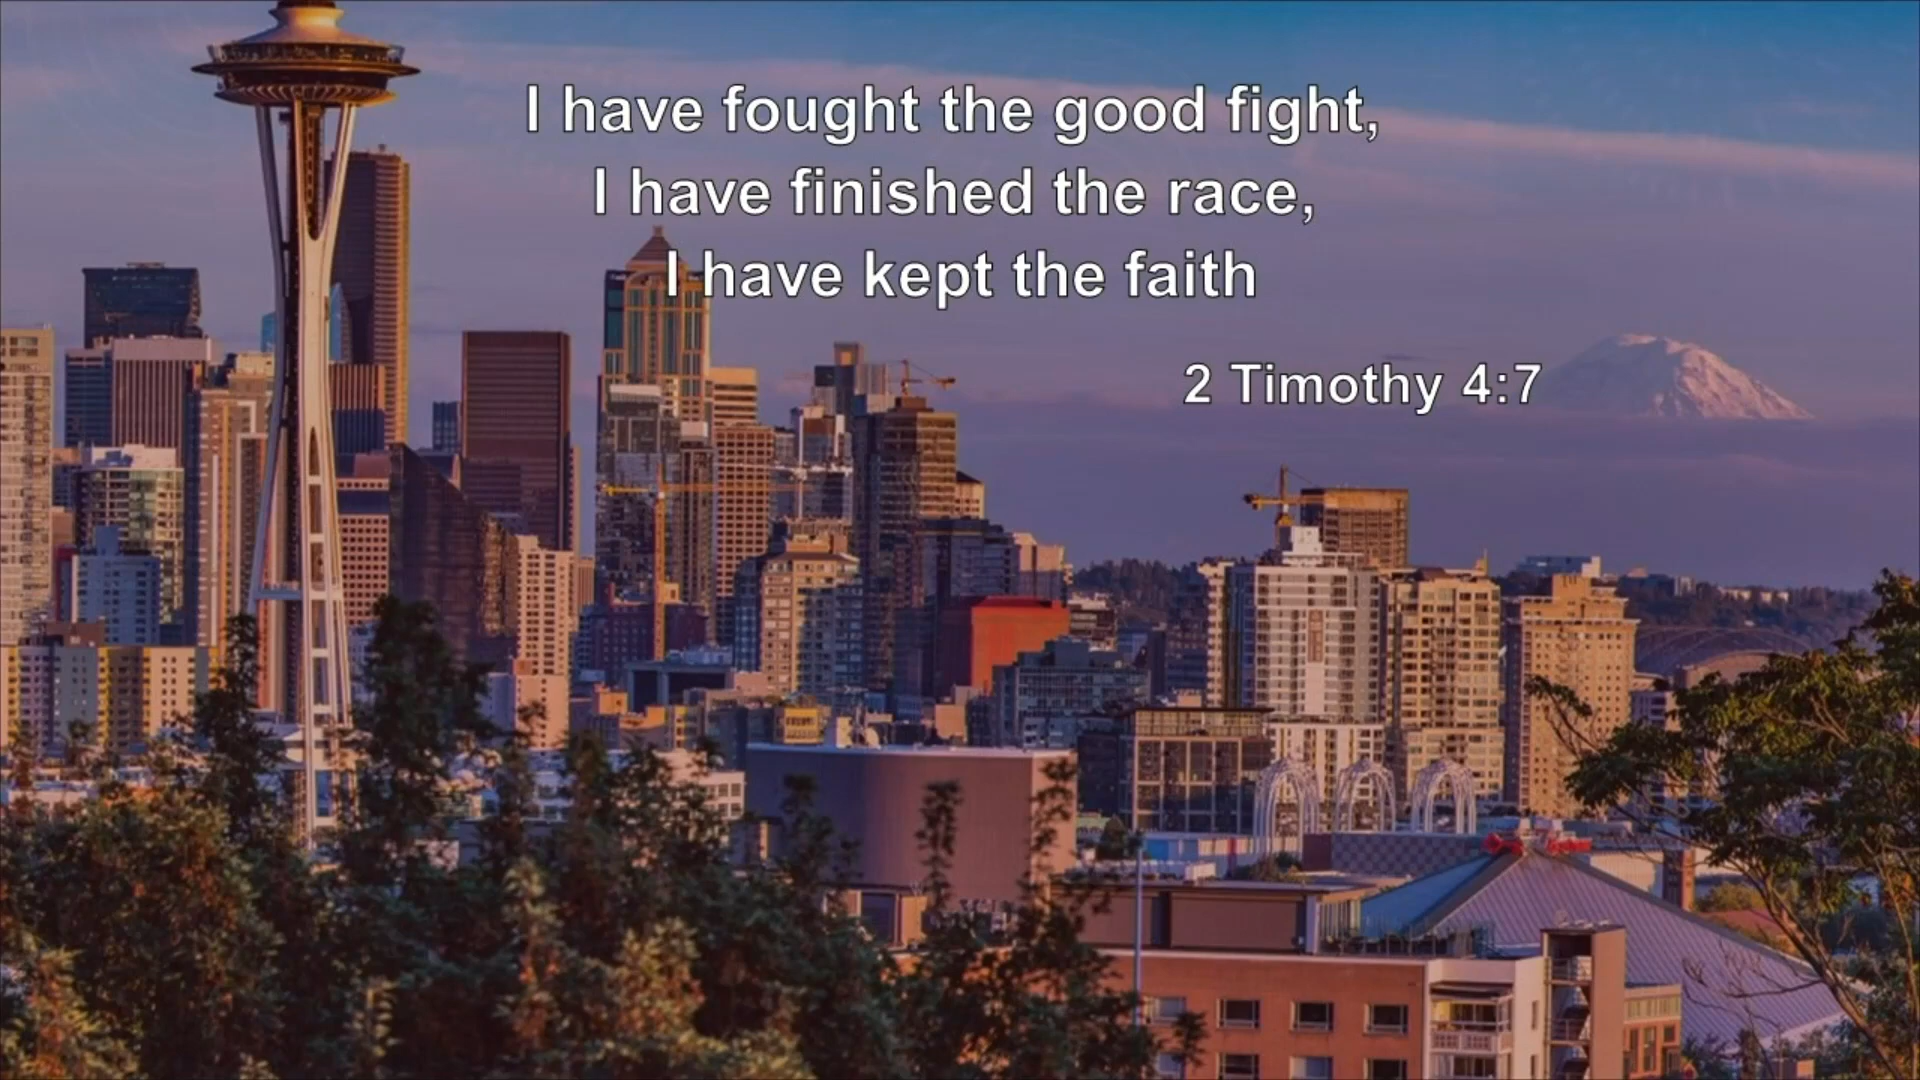 I have fought the good fight,
I have finished the race,
I have kept the faith
2 Timothy 4:7